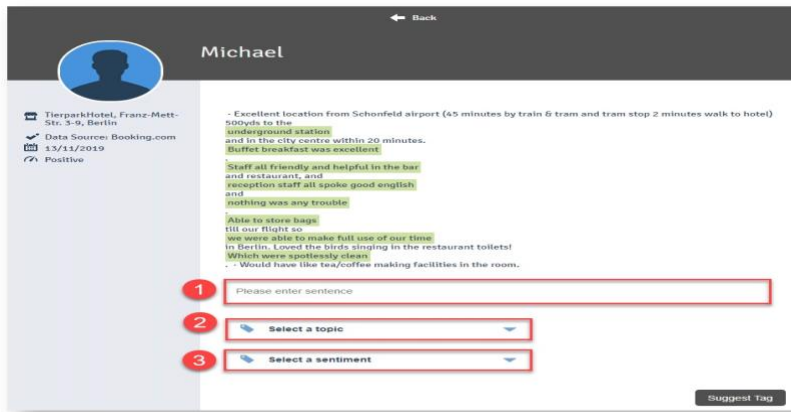 Back
Michael
TierparkHotel, Franz-Mett-
Str. 3-9, Berlin
Data Source: Booking.com
13/11/2019
Positive
- Excellent location from Schonfeld airport (45 minutes by train & tram and tram stop 2 minutes walk to hotel)
500yds to the
underground station
and in the city centre within 20 minutes.
Buffet breakfast was excellent
.
Staff all friendly and helpful in the bar
and restaurant, and
reception staff all spoke good english
and
nothing was any trouble
.
Able to store bags
till our flight so
we were able to make full use of our time
in Berlin. Loved the birds singing in the restaurant toilets!
Which were spotlessly clean
. - Would have like tea/coffee making facilities in the room.
1 Please enter sentence
2 Select a topic
3 Select a sentiment
Suggest Tag